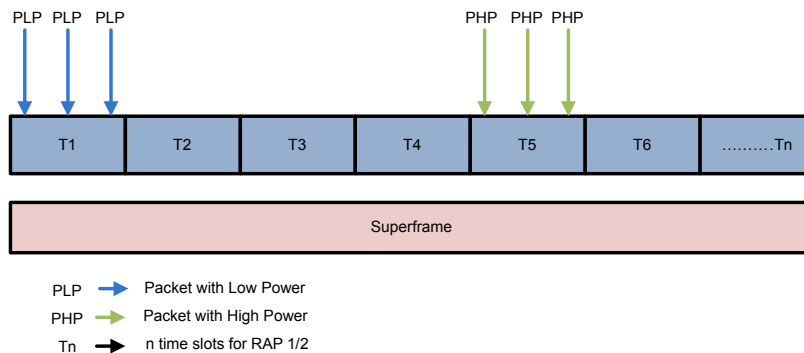 PLP PLP PLP PHP PHP PHP
T1 T2 T3 T4 T5 T6 ..........Tn
Superframe
PLP Packet with Low Power
PHP Packet with High Power
Tn n time slots for RAP 1/2